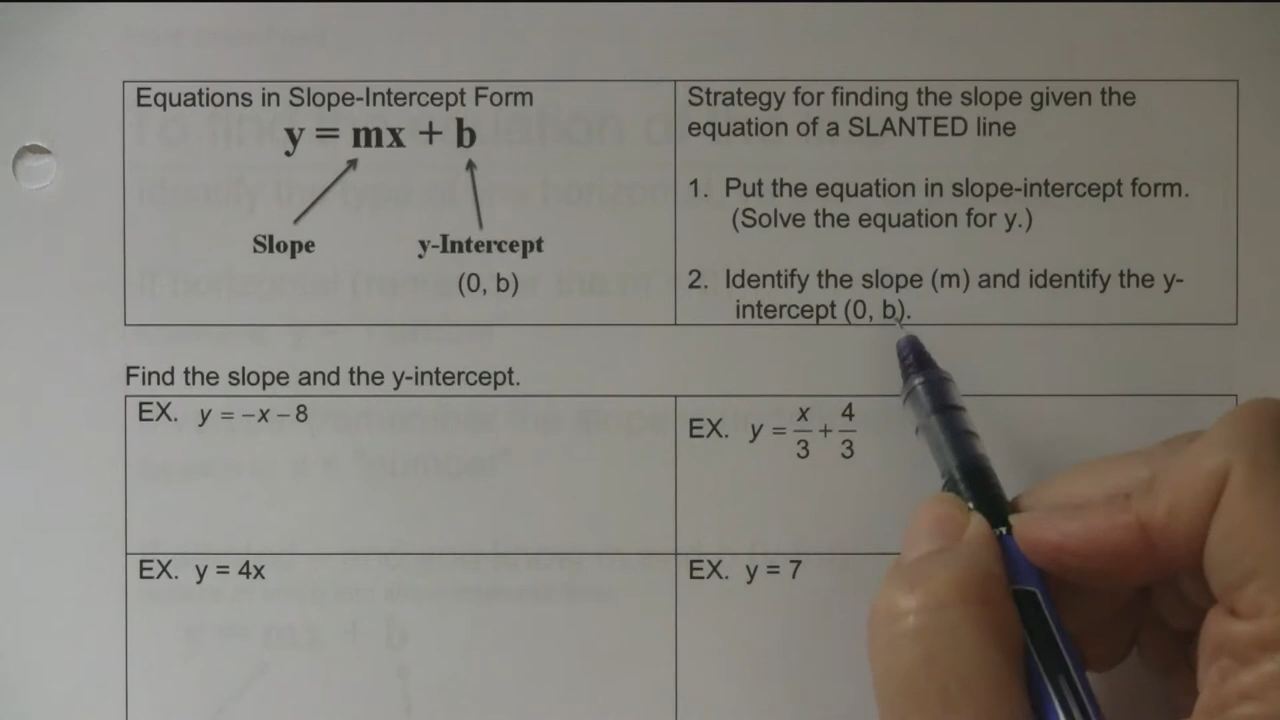 Equations in Slope-Intercept Form
y = mx + b
Slope
y-Intercept
(0, b)
Strategy for finding the slope given the
equation of a SLANTED line
1. Put the equation in slope-intercept form.
(Solve the equation for y.)
2. Identify the slope (m) and identify the y-
intercept (0, b).
Find the slope and the y-intercept.
EX. y = −x − 8
EX. y = x/3 + 4/3
EX. y = 4x
EX. y = 7